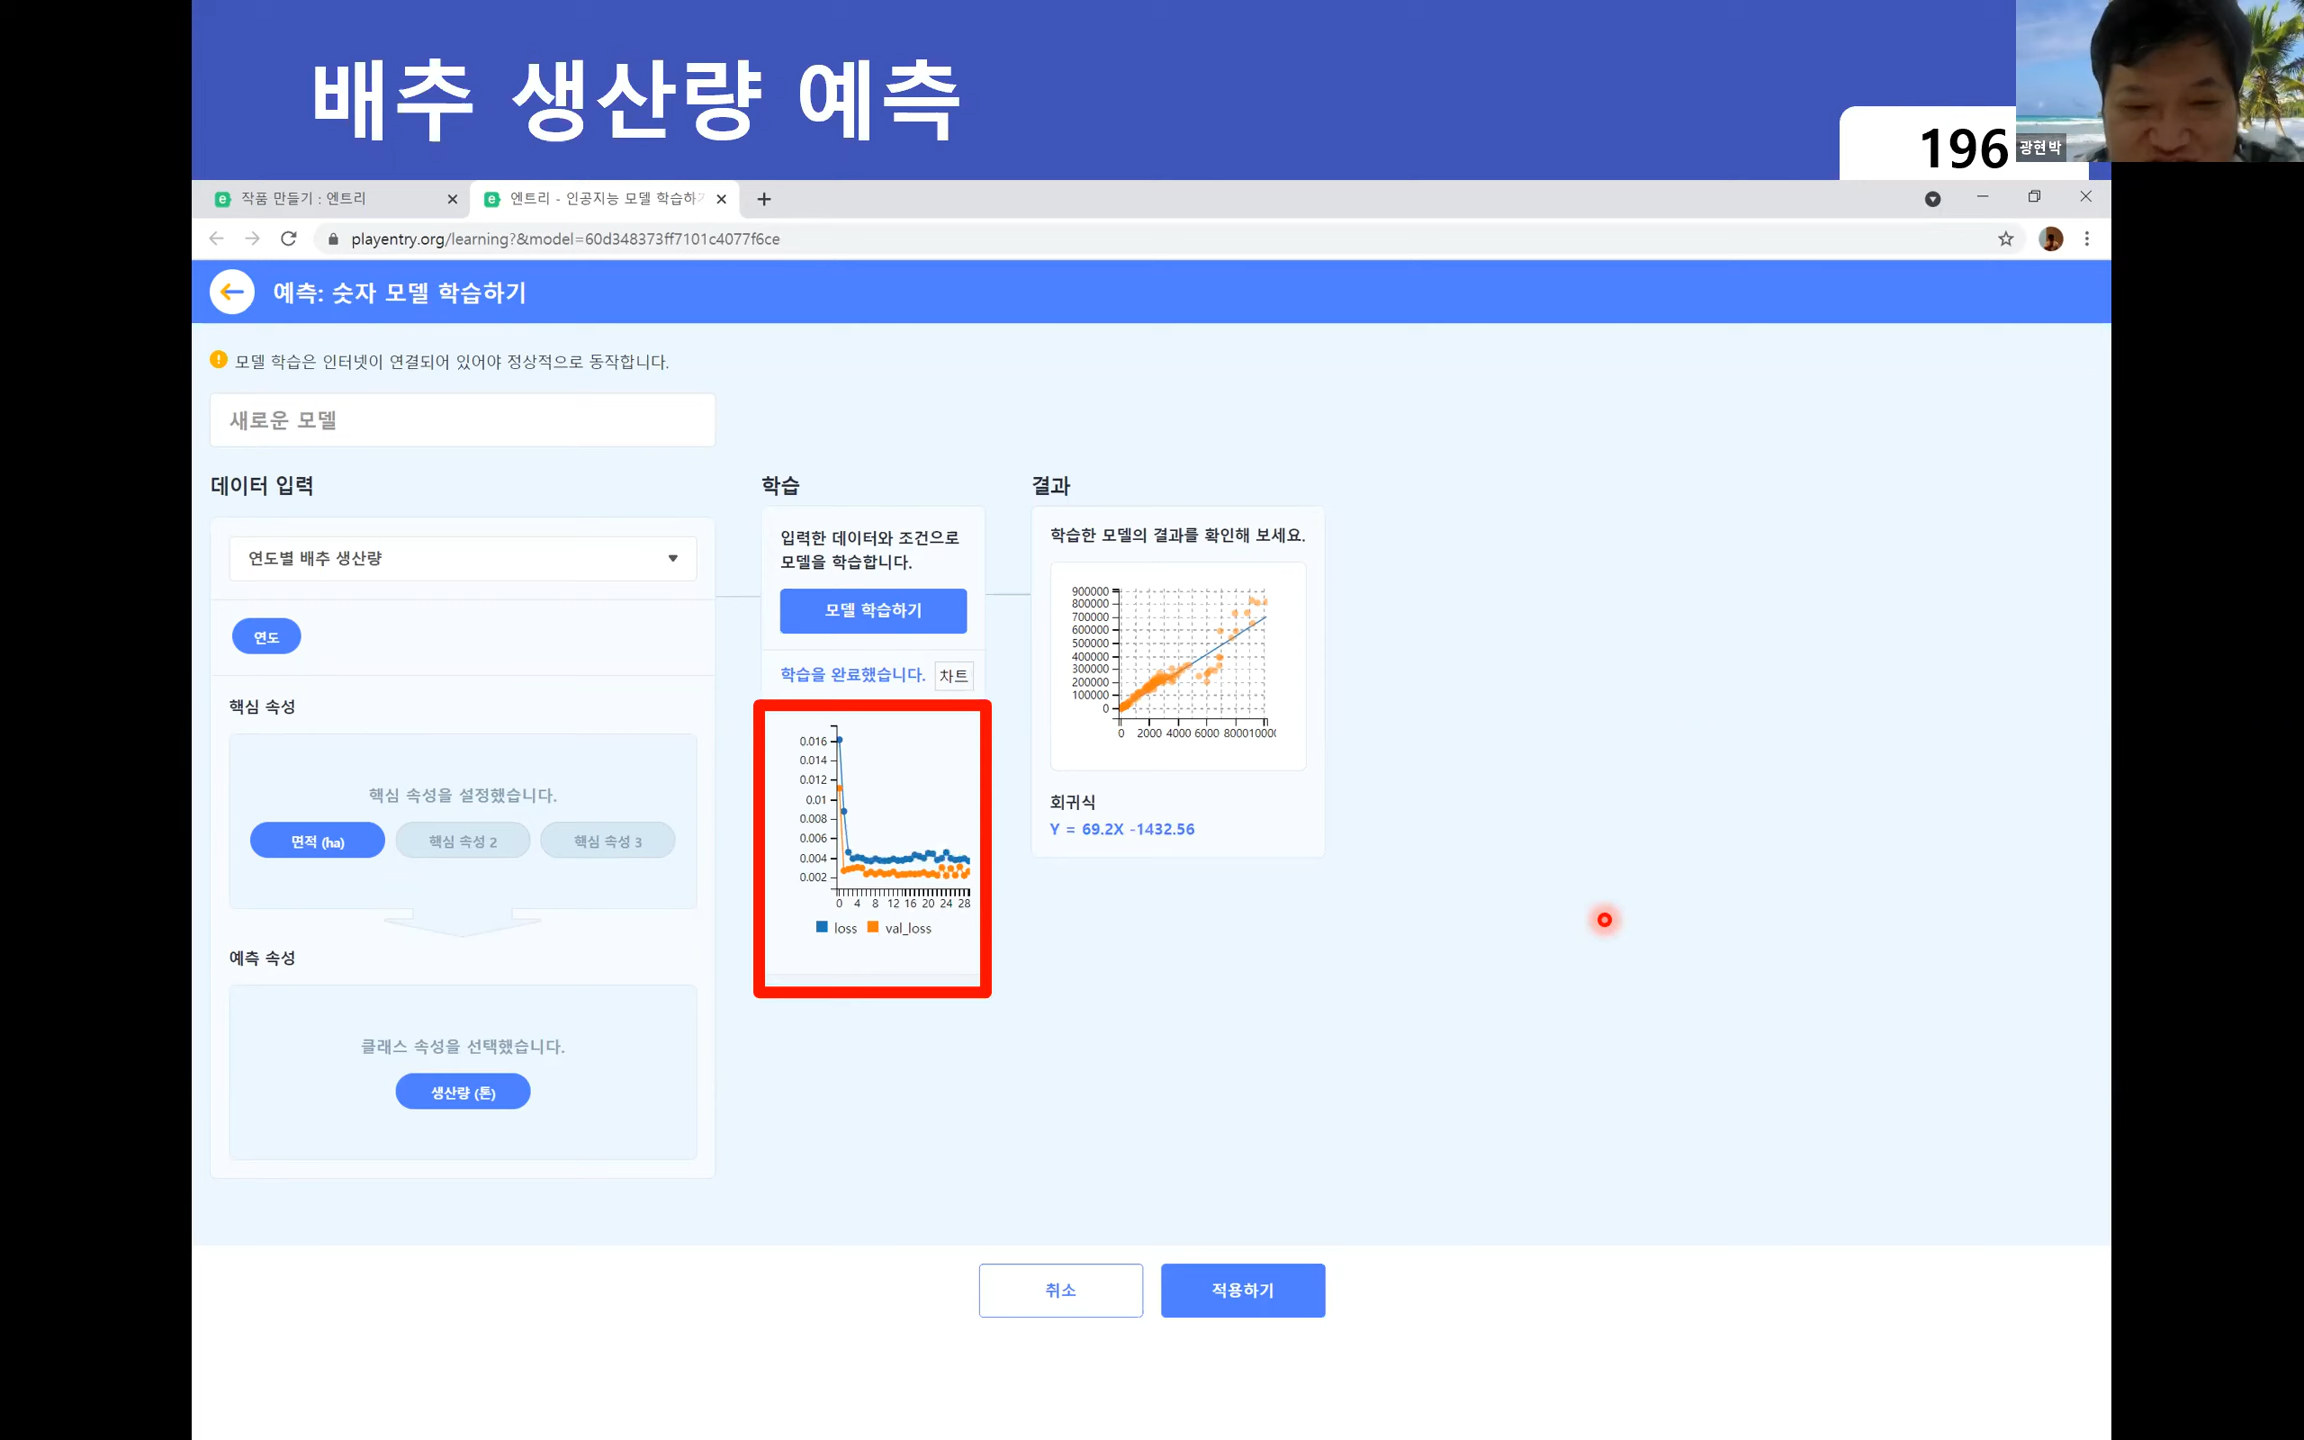 배추 생산량 예측
196
광현박
작품 만들기 : 엔트리
엔트리 - 인공지능 모델 학습하
playentry.org/learning?&model=60d348373ff7101c4077f6ce
예측: 숫자 모델 학습하기
모델 학습은 인터넷이 연결되어 있어야 정상적으로 동작합니다.
새로운 모델
데이터 입력
연도별 배추 생산량
연도
핵심 속성
핵심 속성을 설정했습니다.
면적 (ha)
핵심 속성 2
핵심 속성 3
예측 속성
클래스 속성을 선택했습니다.
생산량 (톤)
학습
입력한 데이터와 조건으로
모델을 학습합니다.
모델 학습하기
학습을 완료했습니다.
차트
0.016
0.014
0.012
0.01
0.008
0.006
0.004
0.002
0 4 8 12 16 20 24 28
loss val_loss
결과
학습한 모델의 결과를 확인해 보세요.
900000
800000
700000
600000
500000
400000
300000
200000
100000
0
0 2000 4000 6000 8000 1000
회귀식
Y = 69.2X -1432.56
취소
적용하기